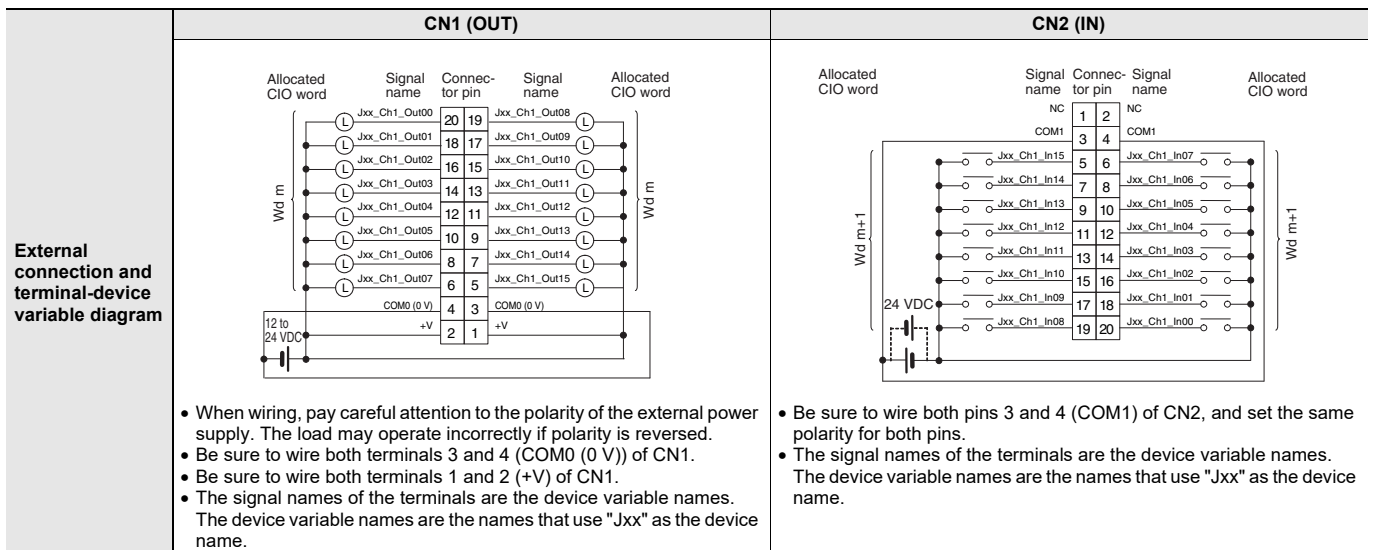 CN1 (OUT)
CN2 (IN)
External
connection and
terminal-device
variable diagram
Allocated Signal Connec- Signal Allocated
CIO word name tor pin name CIO word
L Jxx_Ch1_Out00 20 19 Jxx_Ch1_Out08 L
L Jxx_Ch1_Out01 18 17 Jxx_Ch1_Out09 L
L Jxx_Ch1_Out02 16 15 Jxx_Ch1_Out10 L
L Jxx_Ch1_Out03 14 13 Jxx_Ch1_Out11 L
L Jxx_Ch1_Out04 12 11 Jxx_Ch1_Out12 L
L Jxx_Ch1_Out05 10 9 Jxx_Ch1_Out13 L
L Jxx_Ch1_Out06 8 7 Jxx_Ch1_Out14 L
L Jxx_Ch1_Out07 6 5 Jxx_Ch1_Out15 L
Wd m
Wd m
COM0 (0 V) 4 3 COM0 (0 V)
+V 2 1 +V
12 to
24 VDC
• When wiring, pay careful attention to the polarity of the external power
supply. The load may operate incorrectly if polarity is reversed.
• Be sure to wire both terminals 3 and 4 (COM0 (0 V)) of CN1.
• Be sure to wire both terminals 1 and 2 (+V) of CN1.
• The signal names of the terminals are the device variable names.
The device variable names are the names that use "Jxx" as the device
name.
Allocated Signal Connec- Signal Allocated
CIO word name tor pin name CIO word
NC 1 2 NC
COM1 3 4 COM1
Jxx_Ch1_In15 5 6 Jxx_Ch1_In07
Jxx_Ch1_In14 7 8 Jxx_Ch1_In06
Jxx_Ch1_In13 9 10 Jxx_Ch1_In05
Jxx_Ch1_In12 11 12 Jxx_Ch1_In04
Jxx_Ch1_In11 13 14 Jxx_Ch1_In03
Jxx_Ch1_In10 15 16 Jxx_Ch1_In02
Jxx_Ch1_In09 17 18 Jxx_Ch1_In01
Jxx_Ch1_In08 19 20 Jxx_Ch1_In00
Wd m+1
Wd m+1
24 VDC
• Be sure to wire both pins 3 and 4 (COM1) of CN2, and set the same
polarity for both pins.
• The signal names of the terminals are the device variable names.
The device variable names are the names that use "Jxx" as the device
name.